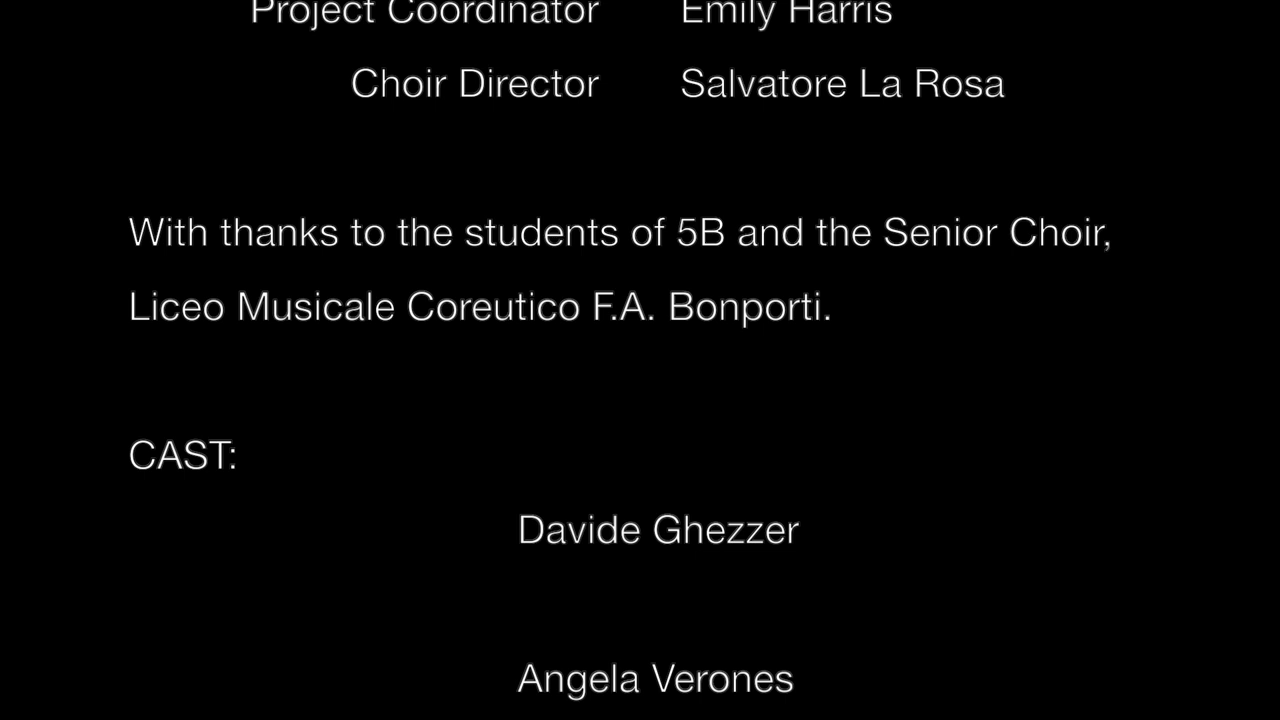 Project Coordinator Emily Harris
Choir Director Salvatore La Rosa
With thanks to the students of 5B and the Senior Choir,
Liceo Musicale Coreutico F.A. Bonporti.
CAST:
Davide Ghezzer
Angela Verones